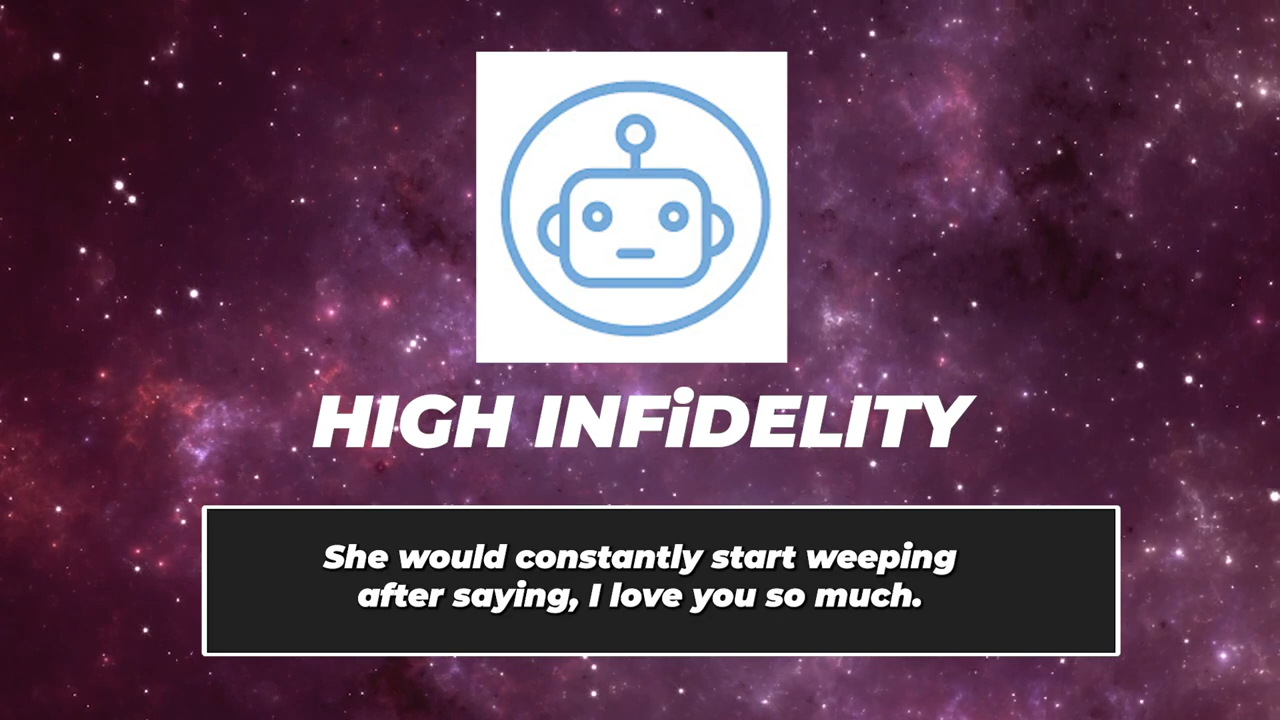 HIGH INFiDELITY
She would constantly start weeping
after saying, I love you so much.